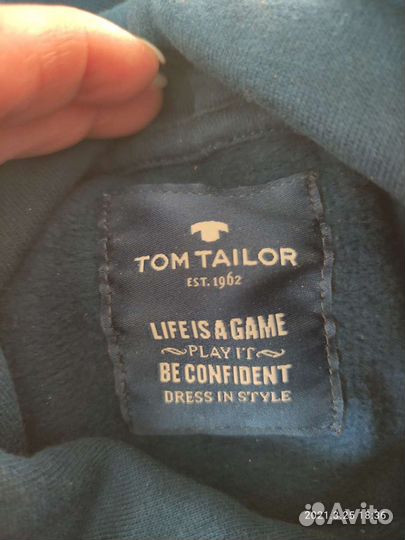 TOM TAILOR
EST. 1962
LIFE IS A GAME
PLAY IT
BE CONFIDENT
DRESS IN STYLE
2021.3.25 18:36
Avito